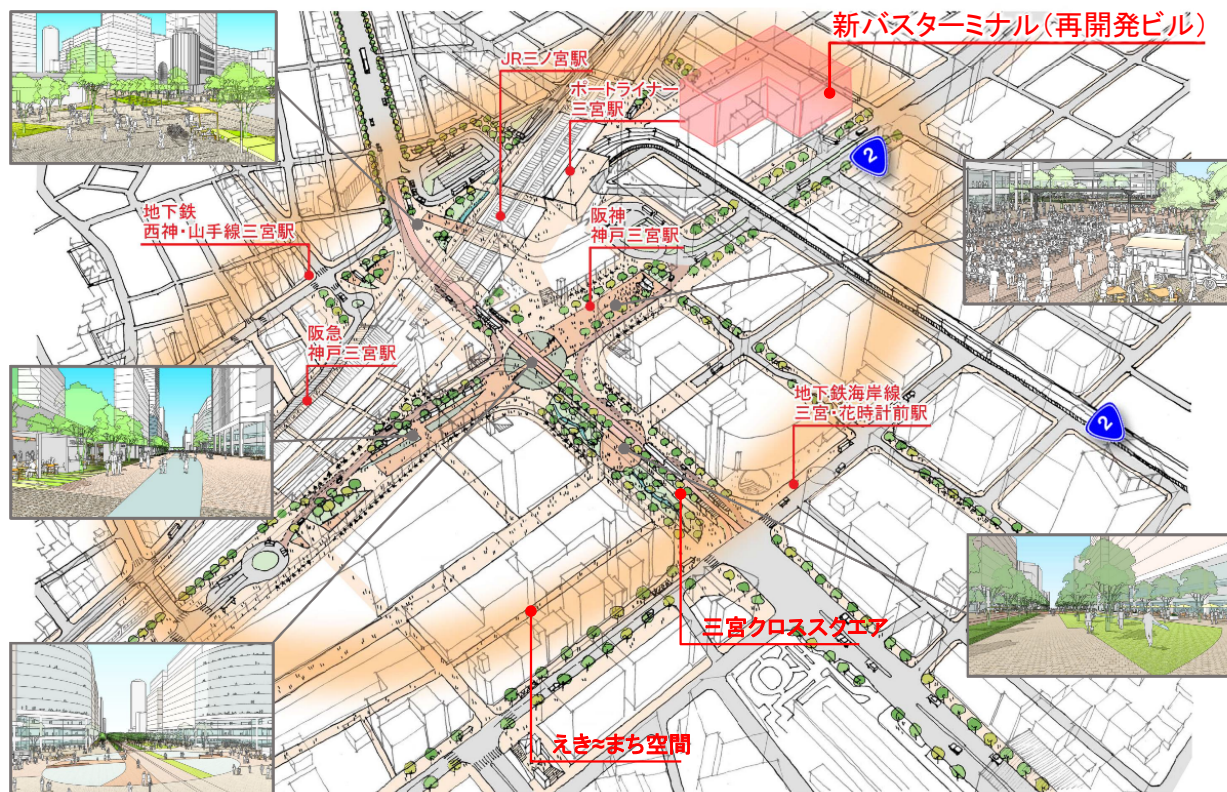 新バスターミナル(再開発ビル)
JR三ノ宮駅
ポートライナー
三宮駅
2
地下鉄
西神・山手線三宮駅
阪神
神戸三宮駅
阪急
神戸三宮駅
地下鉄海岸線
三宮・花時計前駅
2
三宮クロススクエア
えき≈まち空間